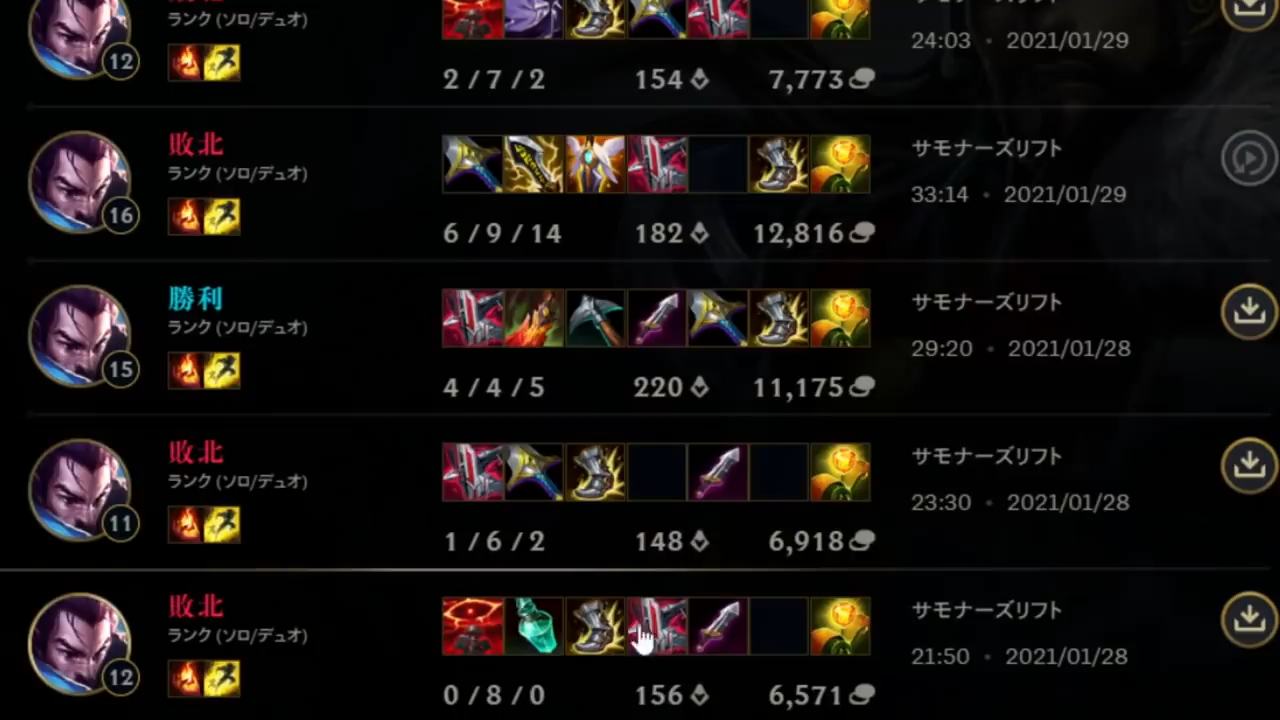 ランク (ソロ/デュオ)
12
2 / 7 / 2 154 7,773
24:03 • 2021/01/29
敗北
ランク (ソロ/デュオ)
16
6 / 9 / 14 182 12,816
サモナーズリフト
33:14 • 2021/01/29
勝利
ランク (ソロ/デュオ)
15
4 / 4 / 5 220 11,175
サモナーズリフト
29:20 • 2021/01/28
敗北
ランク (ソロ/デュオ)
11
1 / 6 / 2 148 6,918
サモナーズリフト
23:30 • 2021/01/28
敗北
ランク (ソロ/デュオ)
12
0 / 8 / 0 156 6,571
サモナーズリフト
21:50 • 2021/01/28